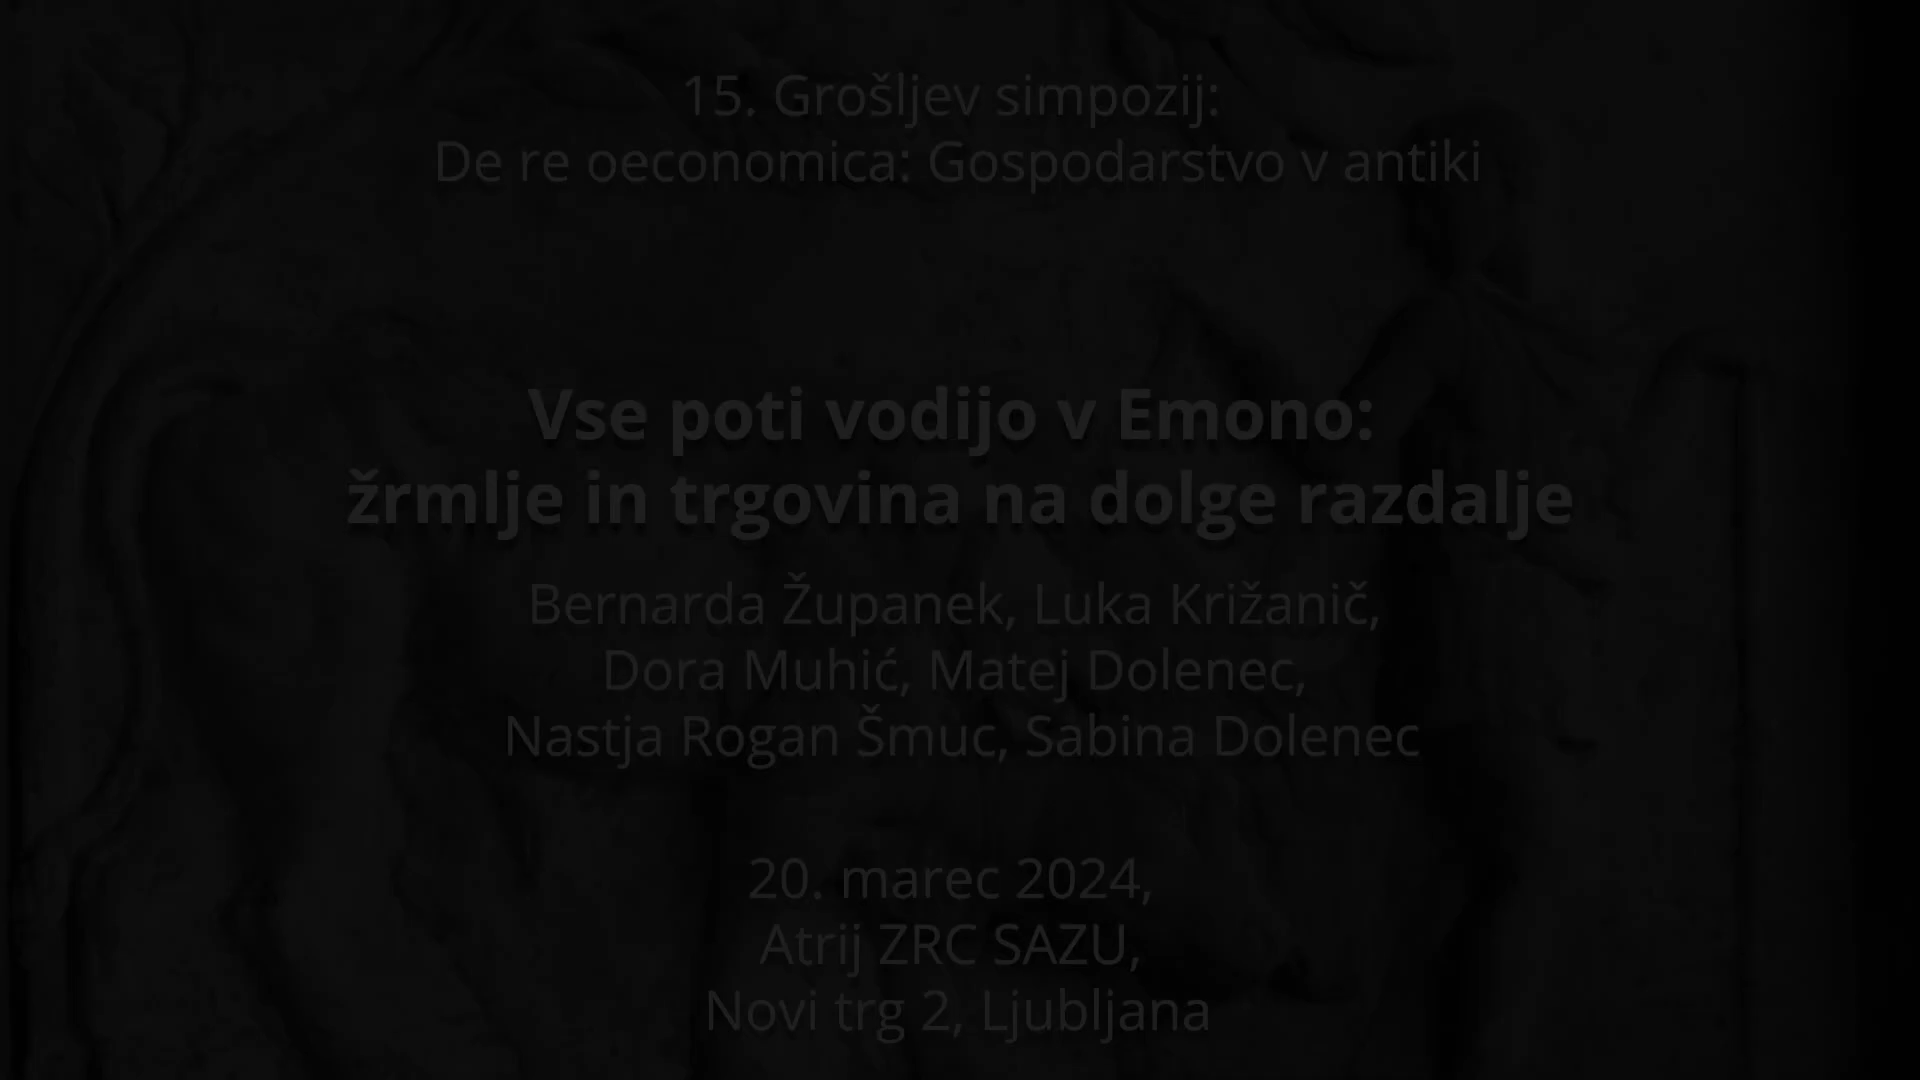 15. Grošljev simpozij:
De re oeconomica: Gospodarstvo v antiki
Vse poti vodijo v Emono:
žrmlje in trgovina na dolge razdalje
Bernarda Županek, Luka Križanič,
Dora Muhić, Matej Dolenec,
Nastja Rogan Šmuc, Sabina Dolenec
20. marec 2024,
Atrij ZRC SAZU,
Novi trg 2, Ljubljana